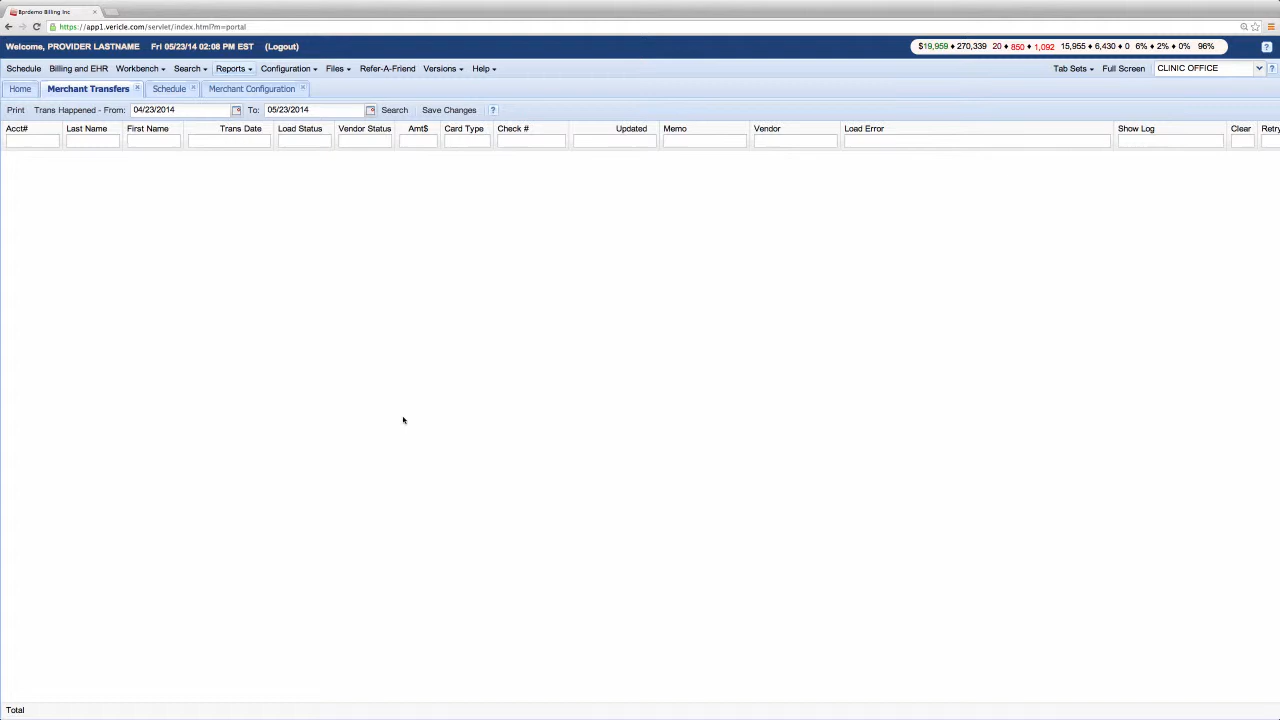 Bprdemo Billing Inc
https://app1.vericle.com/servlet/index.html?m=portal
Welcome, PROVIDER LASTNAME Fri 05/23/14 02:08 PM EST (Logout) $19,959 ♦ 270,339 20 ♦ 850 ♦ 1,092 15,955 ♦ 6,430 ♦ 0 6% ♦ 2% ♦ 0% 96% ?
Schedule Billing and EHR Workbench Search Reports Configuration Files Refer-A-Friend Versions Help Tab Sets Full Screen CLINIC OFFICE ?
Home Merchant Transfers Schedule Merchant Configuration
Print Trans Happened - From: 04/23/2014 To: 05/23/2014 Search Save Changes ?
Acct# Last Name First Name Trans Date Load Status Vendor Status Amt$ Card Type Check # Updated Memo Vendor Load Error Show Log Clear Retry
Total